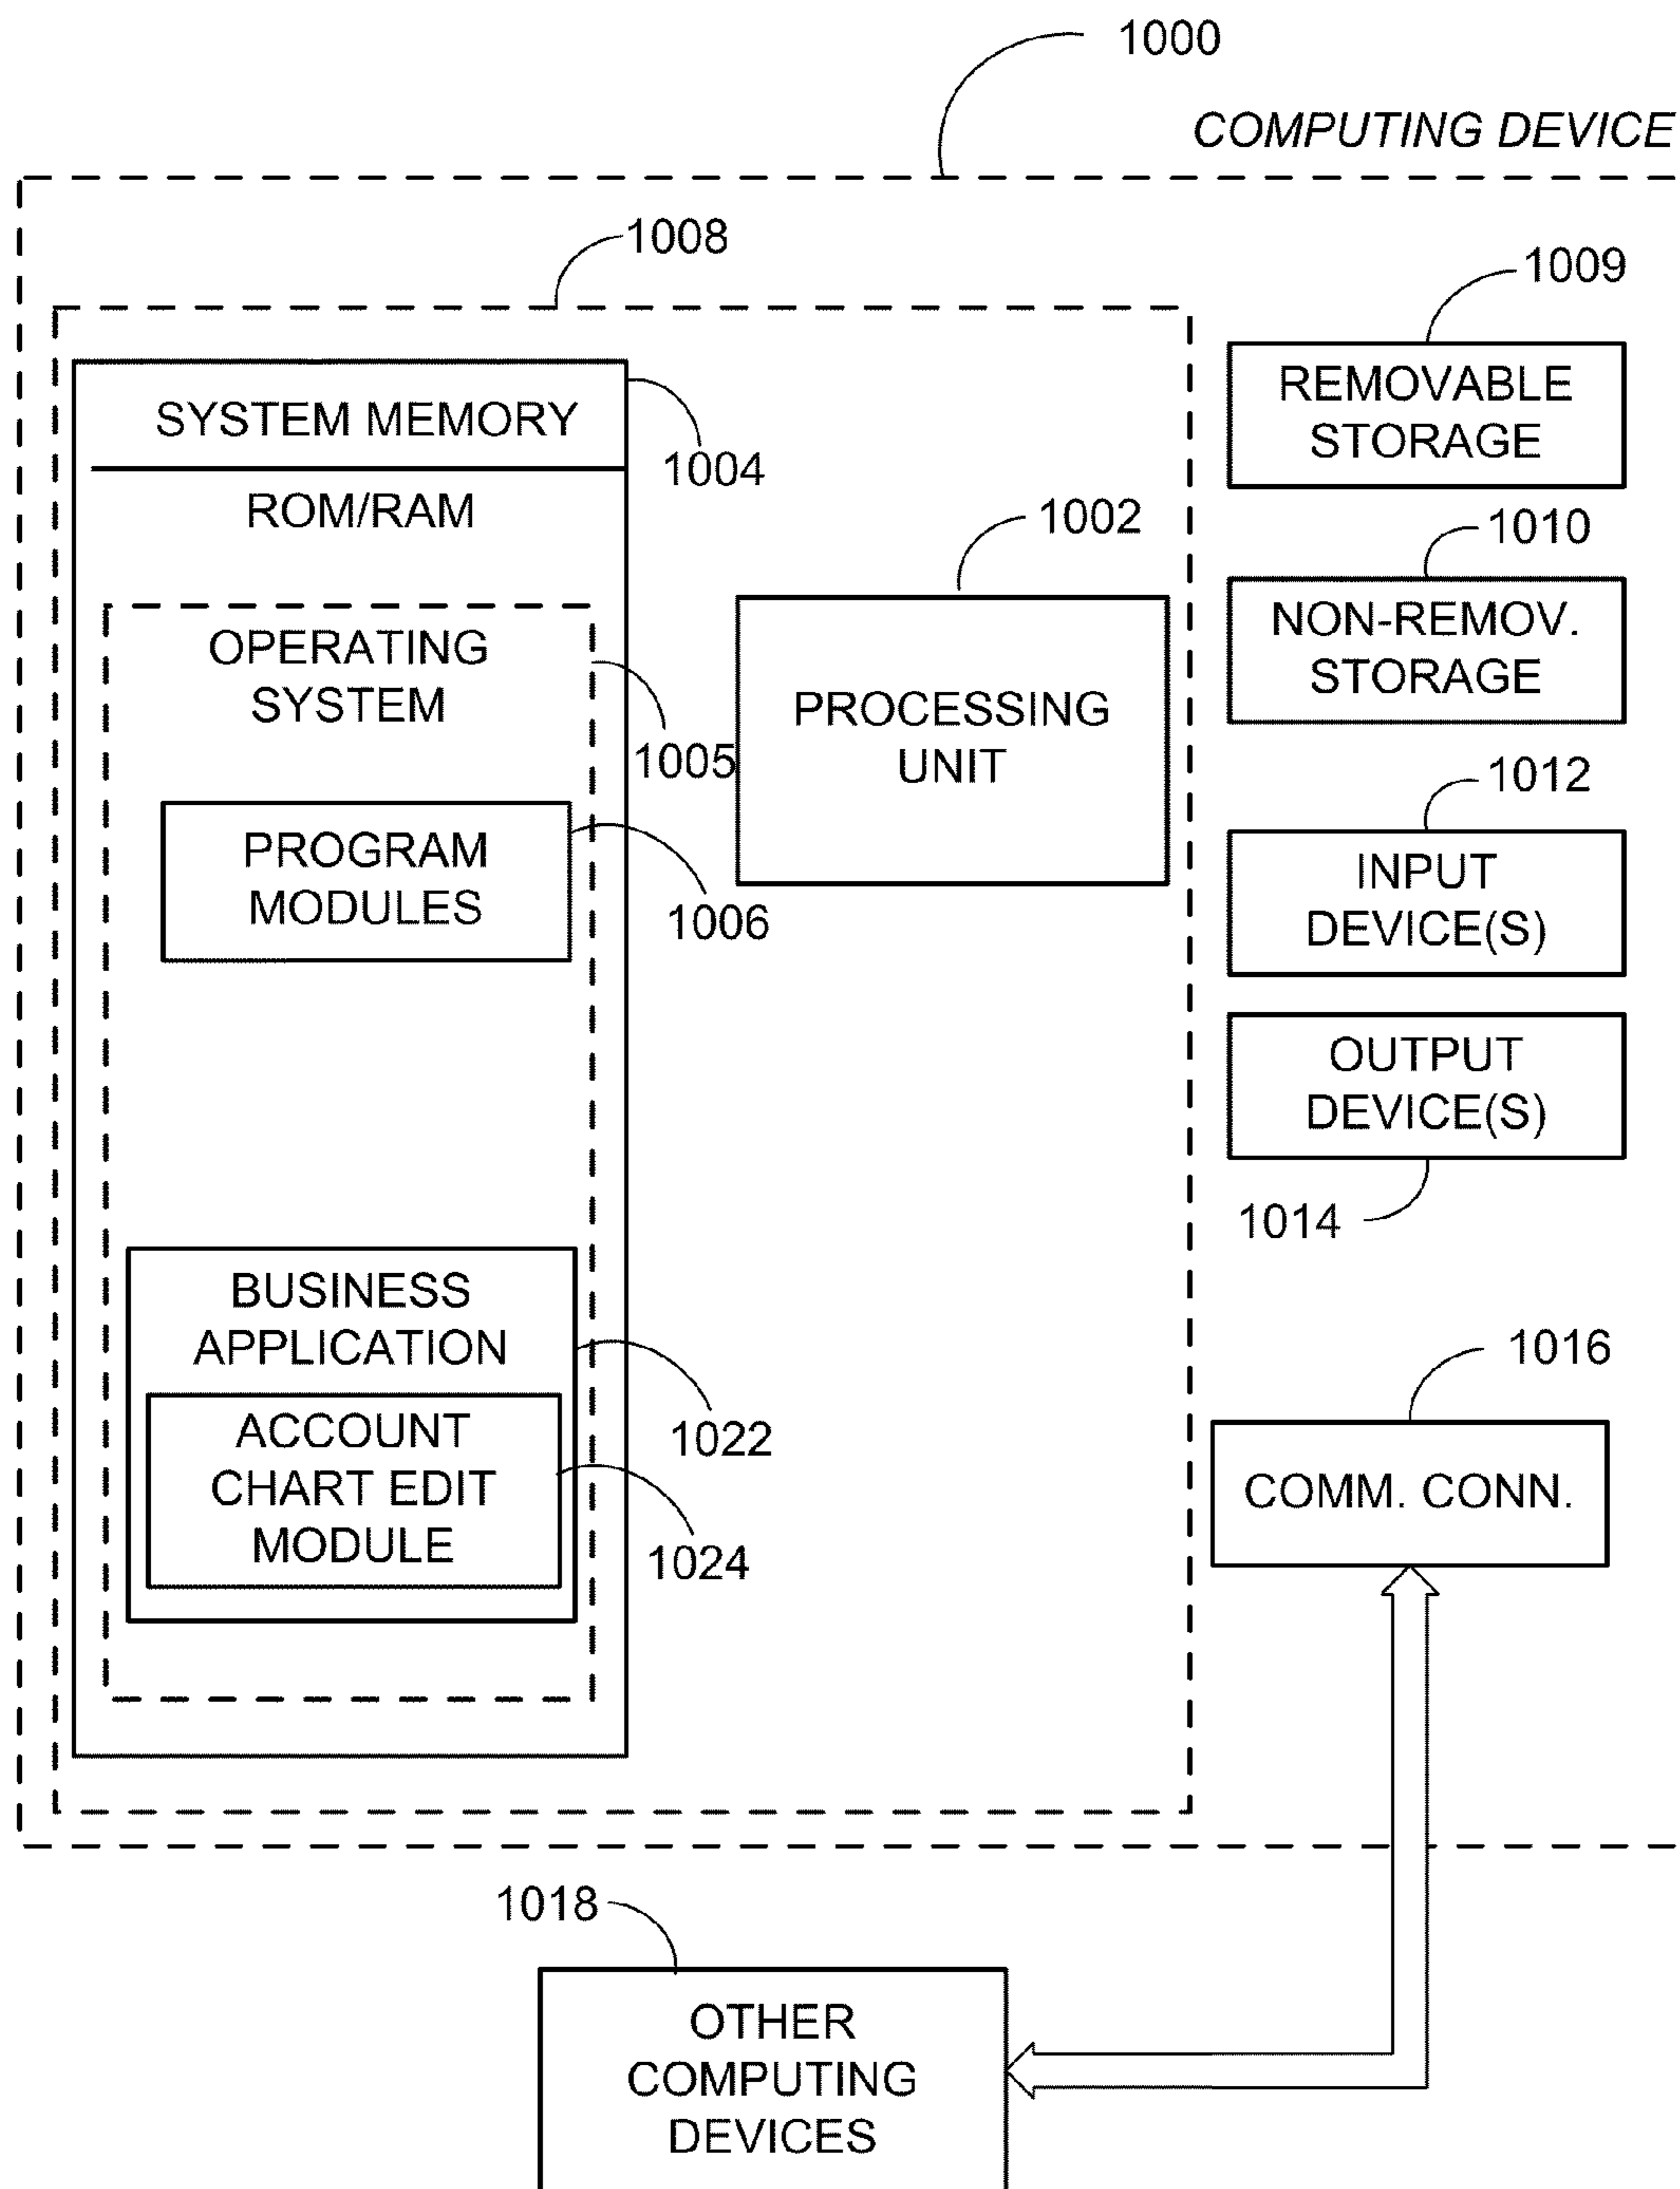 1000
COMPUTING DEVICE
1008
1009
REMOVABLE
STORAGE
SYSTEM MEMORY
1004
ROM/RAM
1002
1010
NON-REMOV.
STORAGE
OPERATING
SYSTEM
1005
PROCESSING
UNIT
1012
INPUT
DEVICE(S)
PROGRAM
MODULES
1006
OUTPUT
DEVICE(S)
1014
BUSINESS
APPLICATION
1022
ACCOUNT
CHART EDIT
MODULE
1024
1016
COMM. CONN.
1018
OTHER
COMPUTING
DEVICES